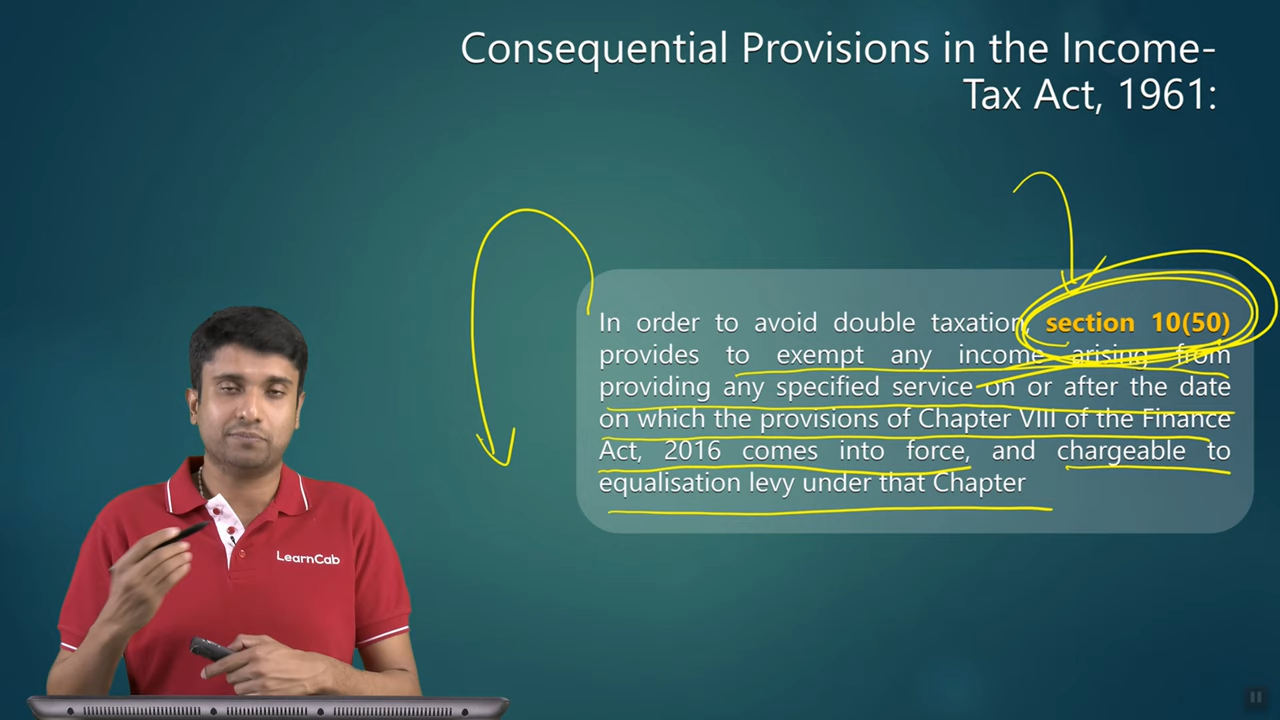 Consequential Provisions in the Income-
Tax Act, 1961:
In order to avoid double taxation, section 10(50)
provides to exempt any income arising from
providing any specified service on or after the date
on which the provisions of Chapter VIII of the Finance
Act, 2016 comes into force, and chargeable to
equalisation levy under that Chapter
LearnCab